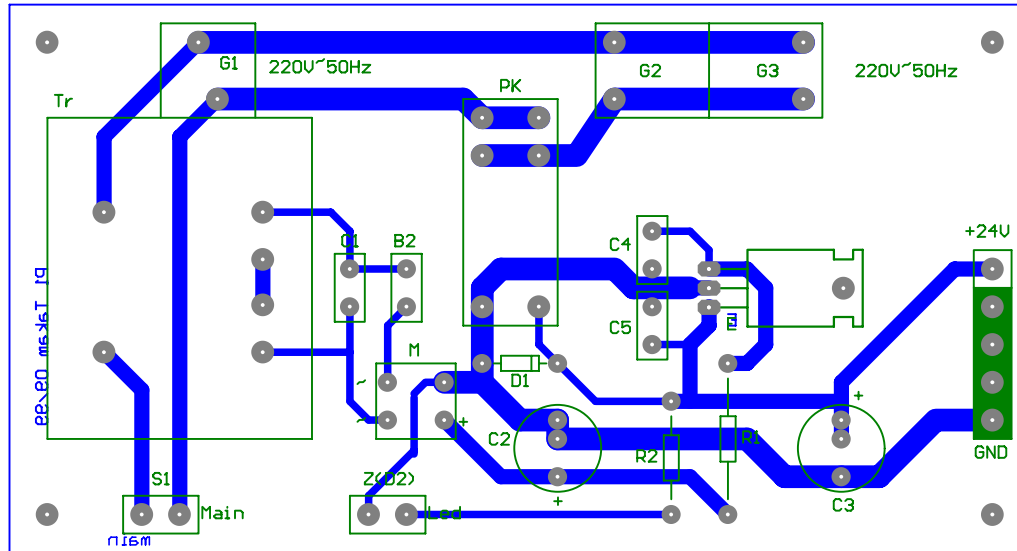 G1
220V~50Hz
G2
G3
220V~50Hz
PK
Tr
+24V
C1
B2
C4
C5
E
M
~
~
+
D1
+
C2
R2
R1
GND
S1
Z(D2)
+
C3
Main
Led
main